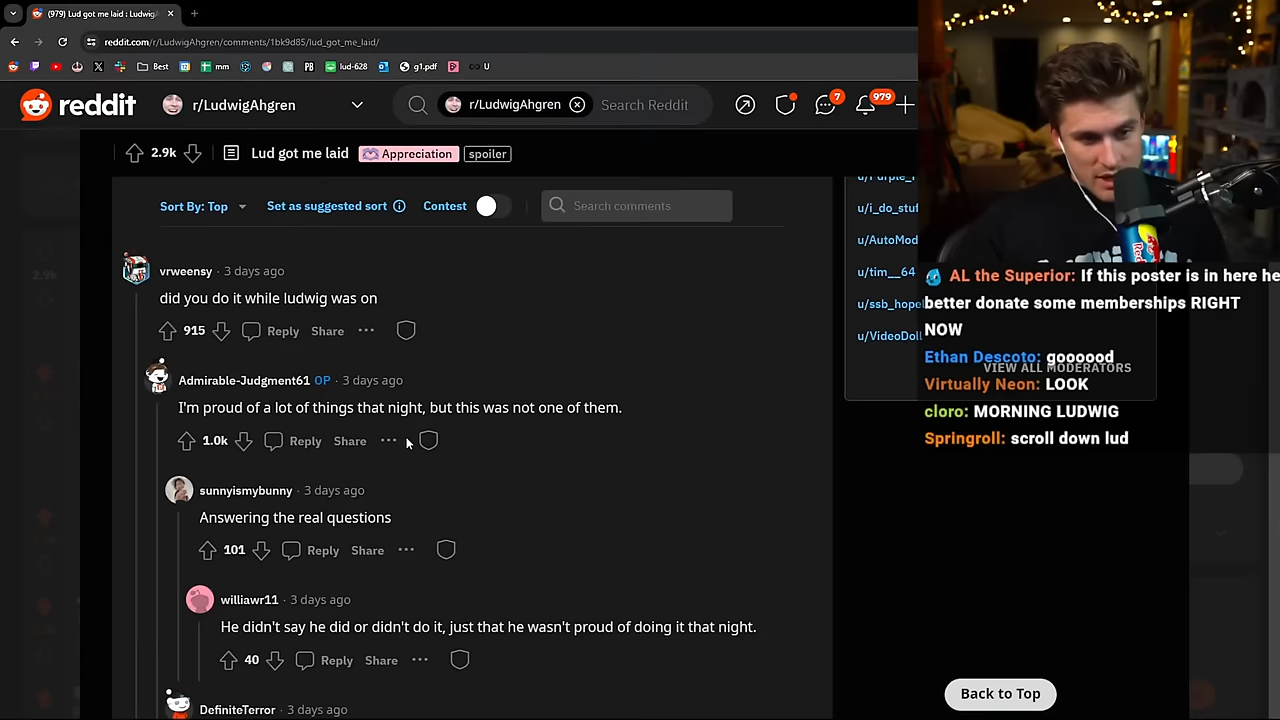 (979) Lud got me laid : Ludwig
reddit.com/r/LudwigAhgren/comments/1bk9d85/lud_got_me_laid/
Best
mm
PB
lud-628
g1.pdf
U
reddit
r/LudwigAhgren
r/LudwigAhgren
Search Reddit
7
979
2.9k
Lud got me laid
Appreciation
spoiler
Sort By: Top
Set as suggested sort
Contest
Search comments
vrweensy · 3 days ago
did you do it while ludwig was on
915
Reply
Share
Admirable-Judgment61 OP · 3 days ago
I'm proud of a lot of things that night, but this was not one of them.
1.0k
Reply
Share
sunnyismybunny · 3 days ago
Answering the real questions
101
Reply
Share
williawr11 · 3 days ago
He didn't say he did or didn't do it, just that he wasn't proud of doing it that night.
40
Reply
Share
DefiniteTerror · 3 days ago
u/i_do_stuf
u/AutoMod
u/tim__64
u/ssb_hope
u/VideoDoll
VIEW ALL MODERATORS
AL the Superior: If this poster is in here he
better donate some memberships RIGHT
NOW
Ethan Descoto: goooood
Virtually Neon: LOOK
cloro: MORNING LUDWIG
Springroll: scroll down lud
Back to Top